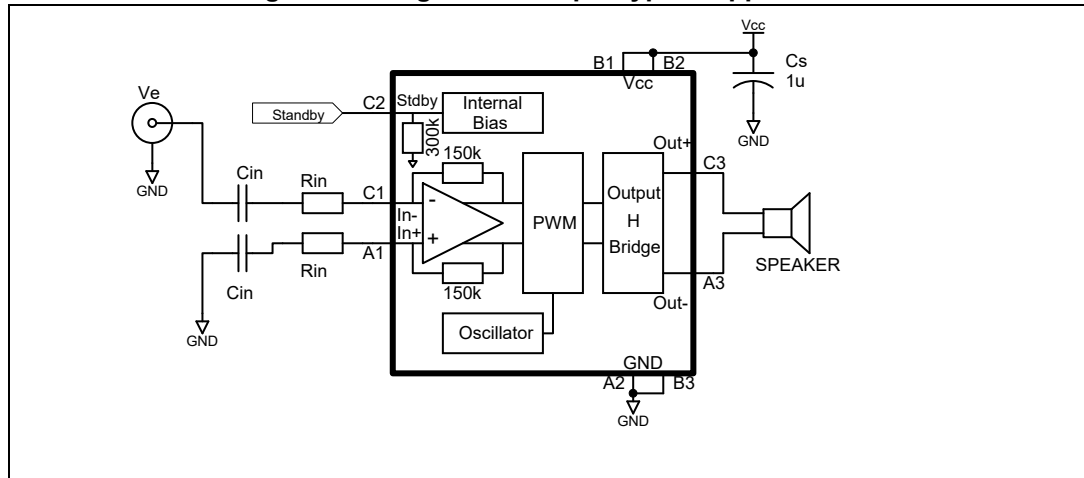 Vcc
B1
B2
Vcc
Cs
1u
GND
Ve
GND
Standby
C2
Stdby
300k
Internal
Bias
150k
Out+
C3
Cin
Rin
C1
In-
In+
-
+
PWM
Output
H
Bridge
SPEAKER
A1
Rin
Cin
GND
150k
A3
Out-
Oscillator
GND
A2
B3
GND